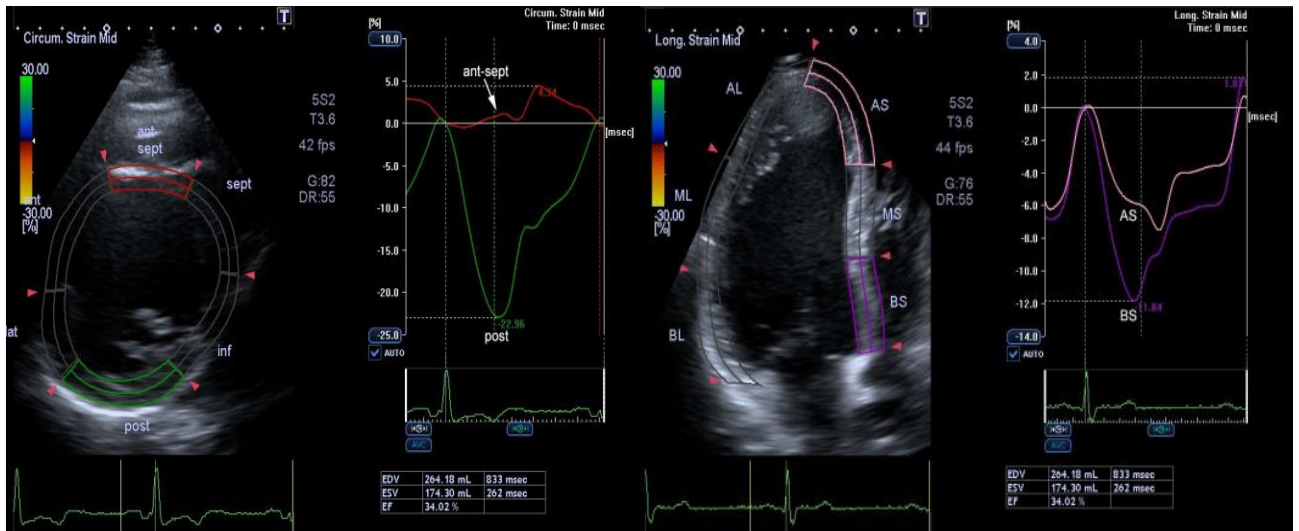 Circum. Strain Mid
T
30.00
-30.00
[%]
5S2
T3.6
42 fps
G:82
DR:55
ant
sept
sept
ant
lat
inf
post
Circum. Strain Mid
Time: 0 msec
[%]
10.0
5.0
0.0
-5.0
-10.0
-15.0
-20.0
-25.0
ant-sept
4.34
[msec]
-22.96
post
AUTO
AVC
EDV 264.18 mL 833 msec
ESV 174.30 mL 262 msec
EF 34.02 %
Long. Strain Mid
T
30.00
-30.00
[%]
5S2
T3.6
44 fps
G:76
DR:55
AL
AS
ML
MS
BL
BS
Long. Strain Mid
Time: 0 msec
[%]
4.0
2.0
0.0
-2.0
-4.0
-6.0
-8.0
-10.0
-12.0
-14.0
[msec]
AS
BS
AUTO
AVC
EDV 264.18 mL 833 msec
ESV 174.30 mL 262 msec
EF 34.02 %